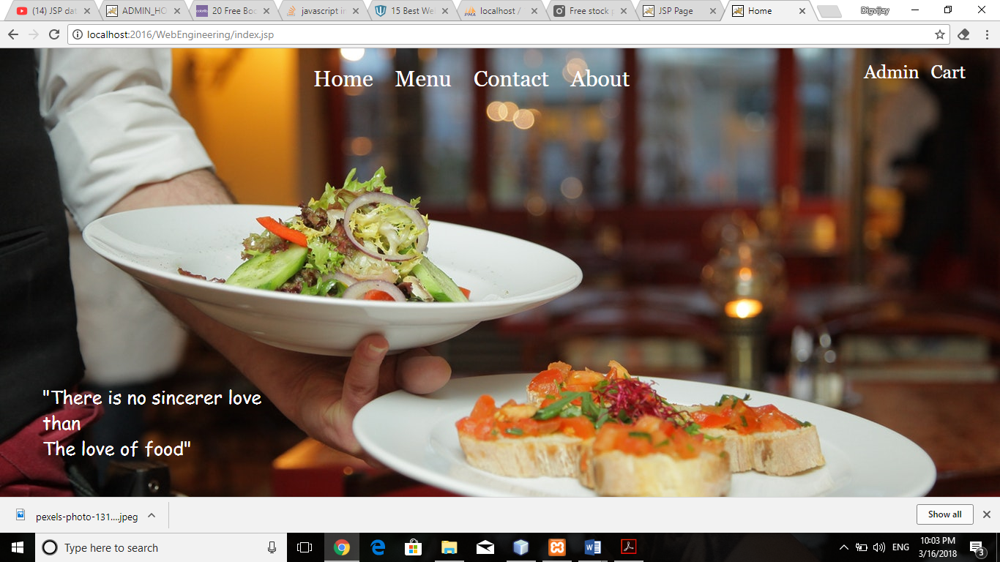 (14) JSP dat
ADMIN_HO
20 Free Boo
javascript in
15 Best We
localhost /
Free stock p
JSP Page
Home
Digvijay
localhost:2016/WebEngineering/index.jsp
Home Menu Contact About
Admin Cart
"There is no sincerer love
than
The love of food"
pexels-photo-131....jpeg
Show all
Type here to search
ENG
10:03 PM
3/16/2018
3